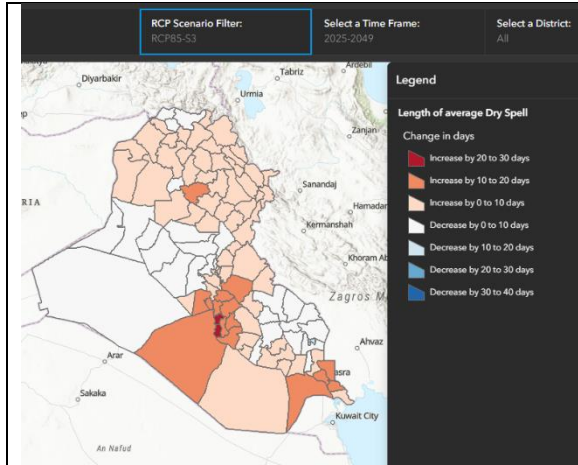 RCP Scenario Filter:
RCP85-S3
Select a Time Frame:
2025-2049
Select a District:
All
Diyarbakir
Tabriz
Ardebil
Urmia
Zanjan
Sanandaj
Hamadan
Kermanshah
Khoram Ab
RIA
Zagros M
Ahvaz
asra
Arar
Sakaka
Kuwait City
An Nafud
Legend
Length of average Dry Spell
Change in days
Increase by 20 to 30 days
Increase by 10 to 20 days
Increase by 0 to 10 days
Decrease by 0 to 10 days
Decrease by 10 to 20 days
Decrease by 20 to 30 days
Decrease by 30 to 40 days